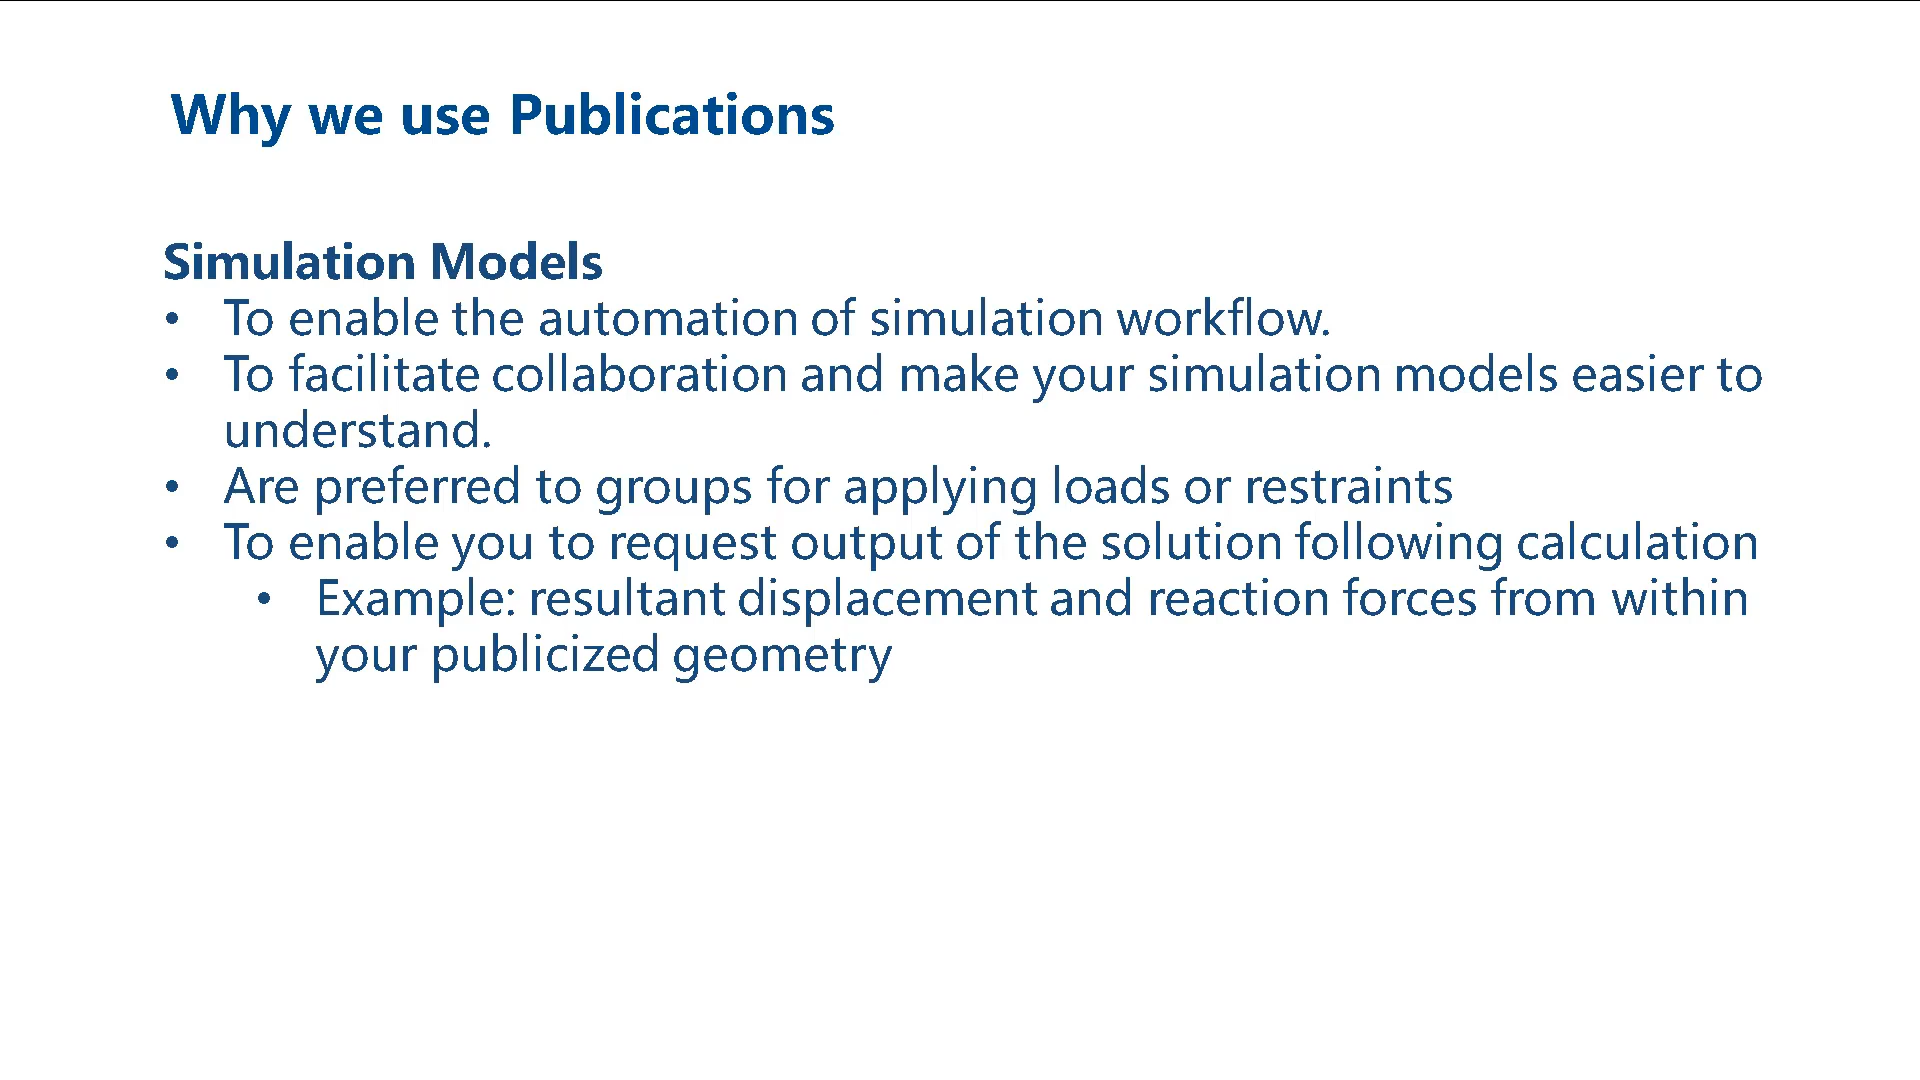 Why we use Publications
Simulation Models
• To enable the automation of simulation workflow.
• To facilitate collaboration and make your simulation models easier to
understand.
• Are preferred to groups for applying loads or restraints
• To enable you to request output of the solution following calculation
• Example: resultant displacement and reaction forces from within
your publicized geometry